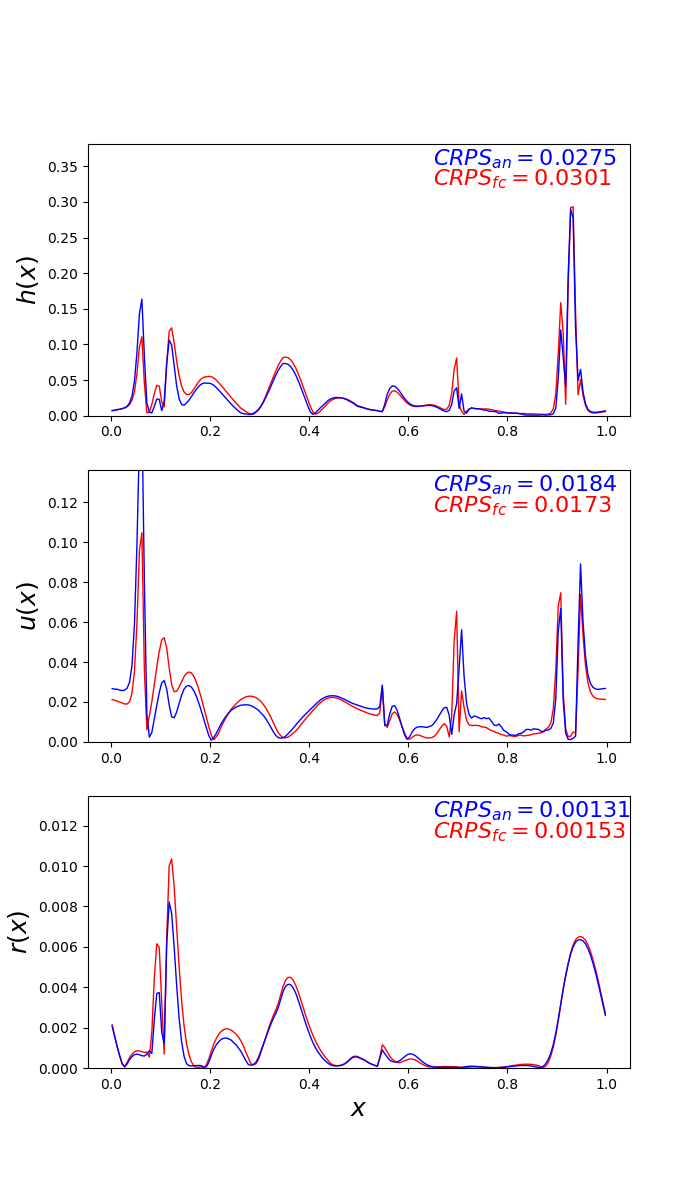 CRPS_an = 0.0275
CRPS_fc = 0.0301
0.35
0.30
0.25
0.20
0.15
0.10
0.05
0.00
h(x)
0.0 0.2 0.4 0.6 0.8 1.0
CRPS_an = 0.0184
CRPS_fc = 0.0173
0.12
0.10
0.08
0.06
0.04
0.02
0.00
u(x)
0.0 0.2 0.4 0.6 0.8 1.0
CRPS_an = 0.00131
CRPS_fc = 0.00153
0.012
0.010
0.008
0.006
0.004
0.002
0.000
r(x)
0.0 0.2 0.4 0.6 0.8 1.0
x